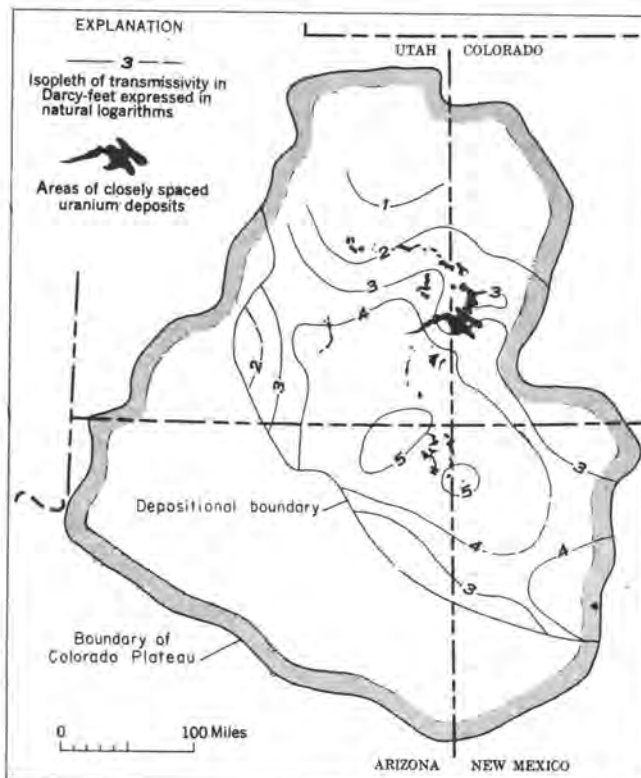 EXPLANATION
3
Isopleth of transmissivity in
Darcy-feet expressed in
natural logarithms
Areas of closely spaced
uranium deposits
UTAH COLORADO
1
2
3
3
4
2
3
5
5
3
Depositional boundary
4
4
3
Boundary of
Colorado Plateau
0 100 Miles
ARIZONA NEW MEXICO